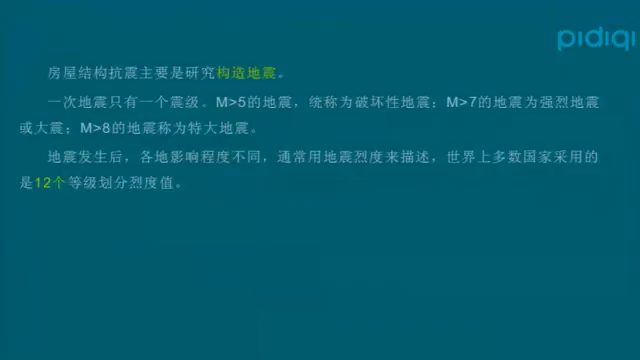 pidiqi
房屋结构抗震主要是研究构造地震。
一次地震只有一个震级。M>5的地震，统称为破坏性地震；M>7的地震为强烈地震
或大震；M>8的地震称为特大地震。
地震发生后，各地影响程度不同，通常用地震烈度来描述，世界上多数国家采用的
是12个等级划分烈度值。